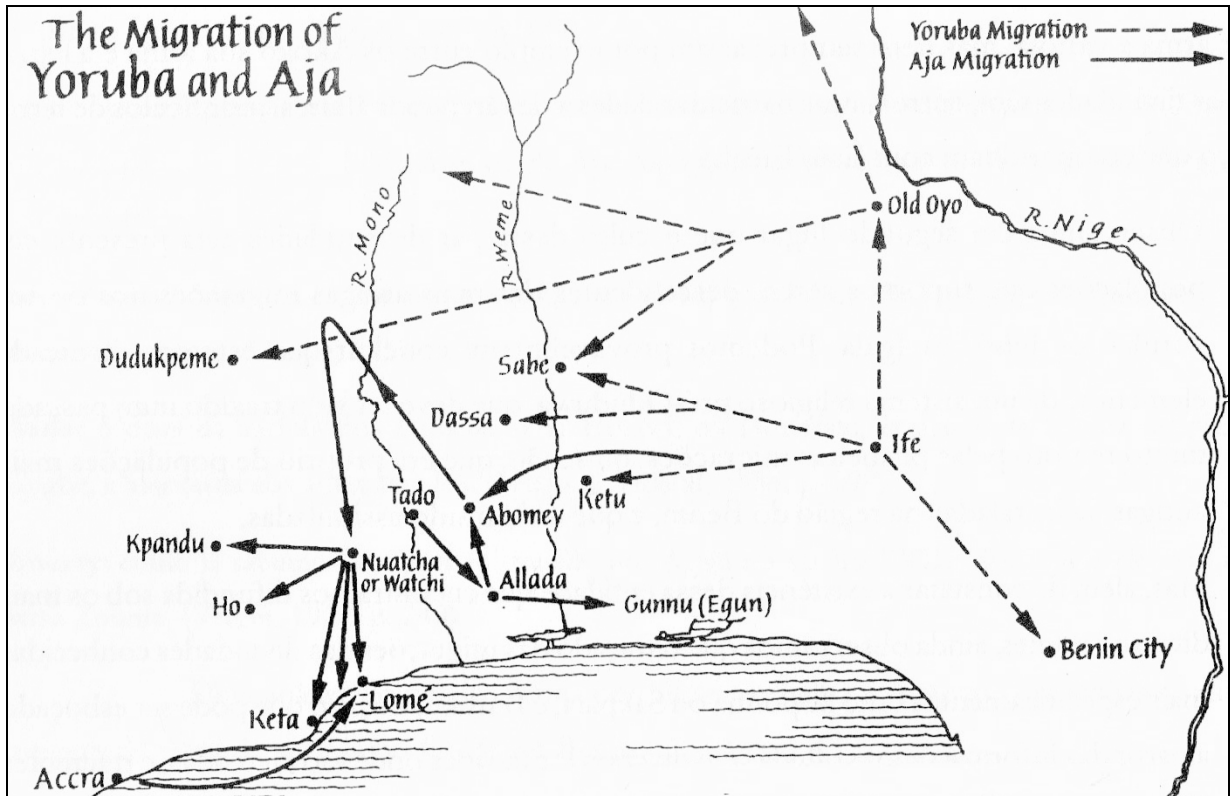 The Migration of
Yoruba and Aja
Yoruba Migration
Aja Migration
R. Mono
R. Weme
R. Niger
Old Oyo
Dudukpeme
Sabe
Dassa
Ife
Ketu
Tado
Abomey
Kpandu
Nuatcha
or Watchi
Allada
Ho
Gunnu (Egun)
Benin City
Lomé
Keta
Accra